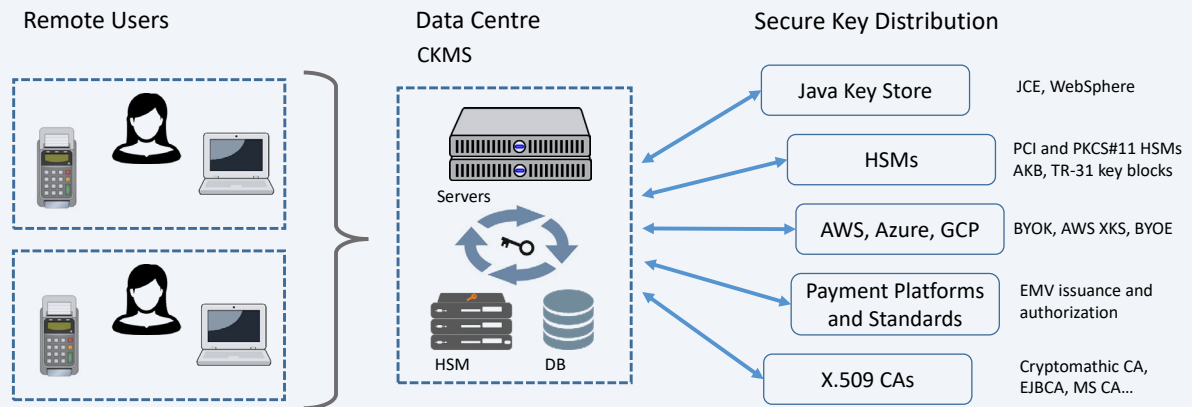 Remote Users
Data Centre
CKMS
Secure Key Distribution
Servers
HSM
DB
Java Key Store
JCE, WebSphere
HSMs
PCI and PKCS#11 HSMs
AKB, TR-31 key blocks
AWS, Azure, GCP
BYOK, AWS XKS, BYOE
Payment Platforms
and Standards
EMV issuance and
authorization
X.509 CAs
Cryptomathic CA,
EJBCA, MS CA…